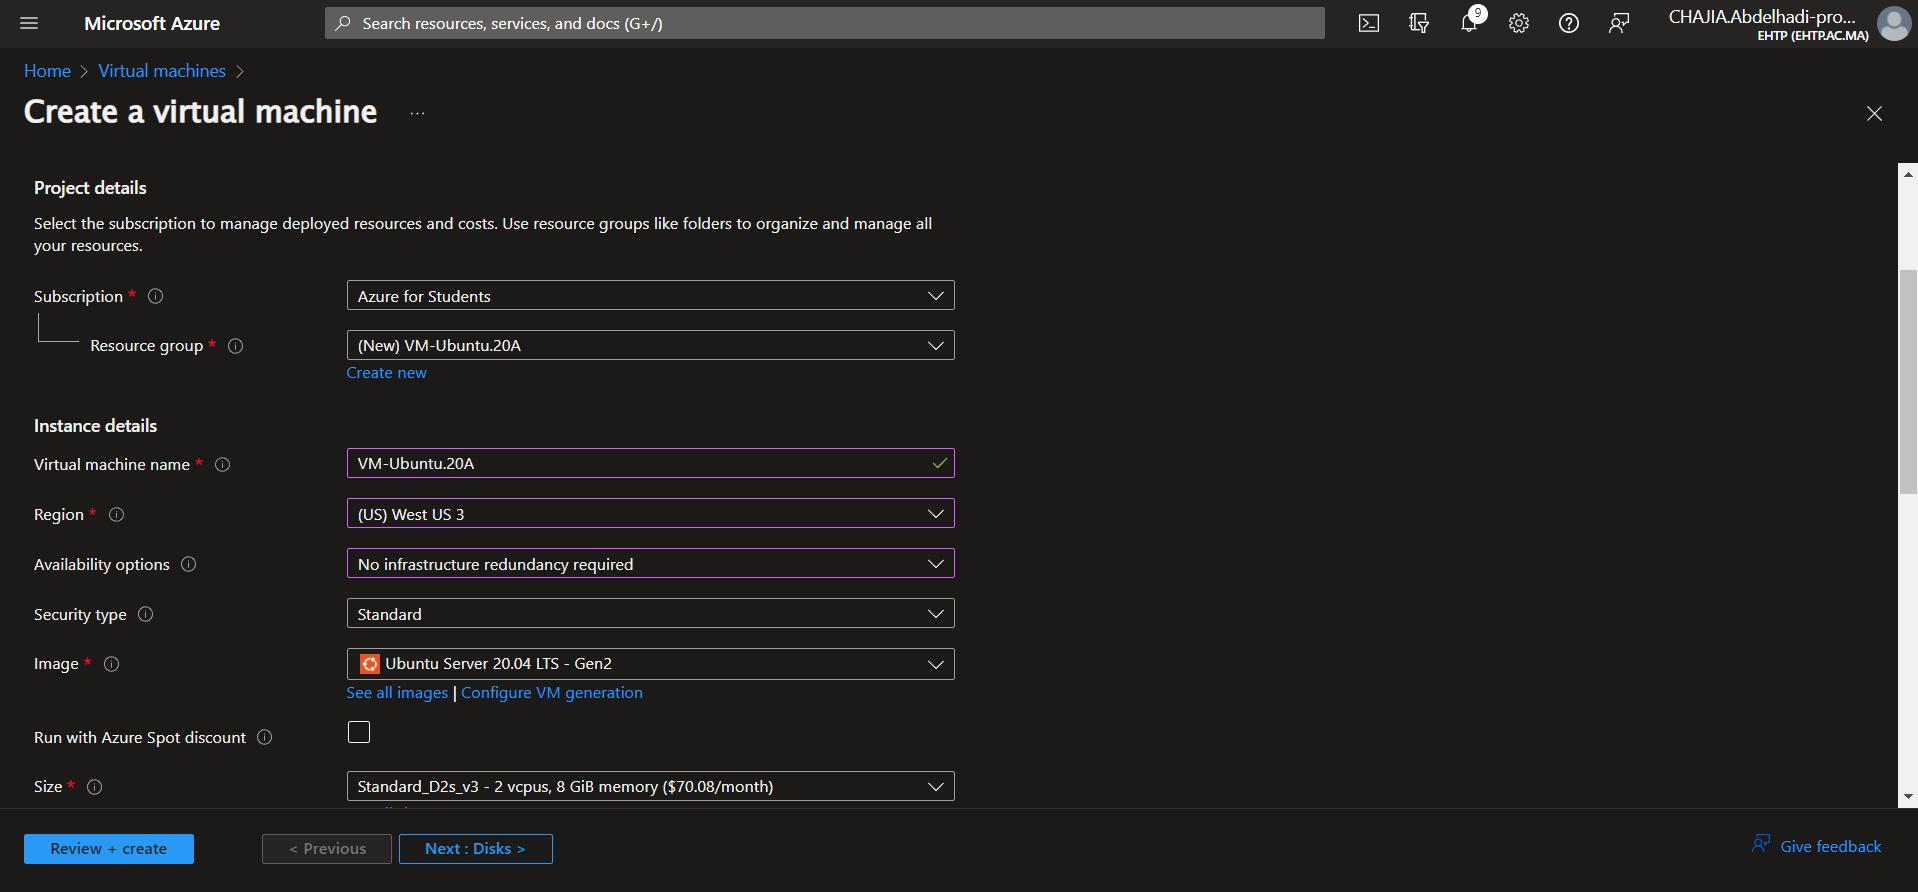 Microsoft Azure
Search resources, services, and docs (G+/)
9
CHAJIA.Abdelhadi-pro...
EHTP (EHTP.AC.MA)
Home > Virtual machines >
Create a virtual machine ...
Project details
Select the subscription to manage deployed resources and costs. Use resource groups like folders to organize and manage all
your resources.
Subscription * Azure for Students
Resource group * (New) VM-Ubuntu.20A
Create new
Instance details
Virtual machine name * VM-Ubuntu.20A
Region * (US) West US 3
Availability options No infrastructure redundancy required
Security type Standard
Image * Ubuntu Server 20.04 LTS - Gen2
See all images | Configure VM generation
Run with Azure Spot discount
Size * Standard_D2s_v3 - 2 vcpus, 8 GiB memory ($70.08/month)
Review + create < Previous Next : Disks > Give feedback